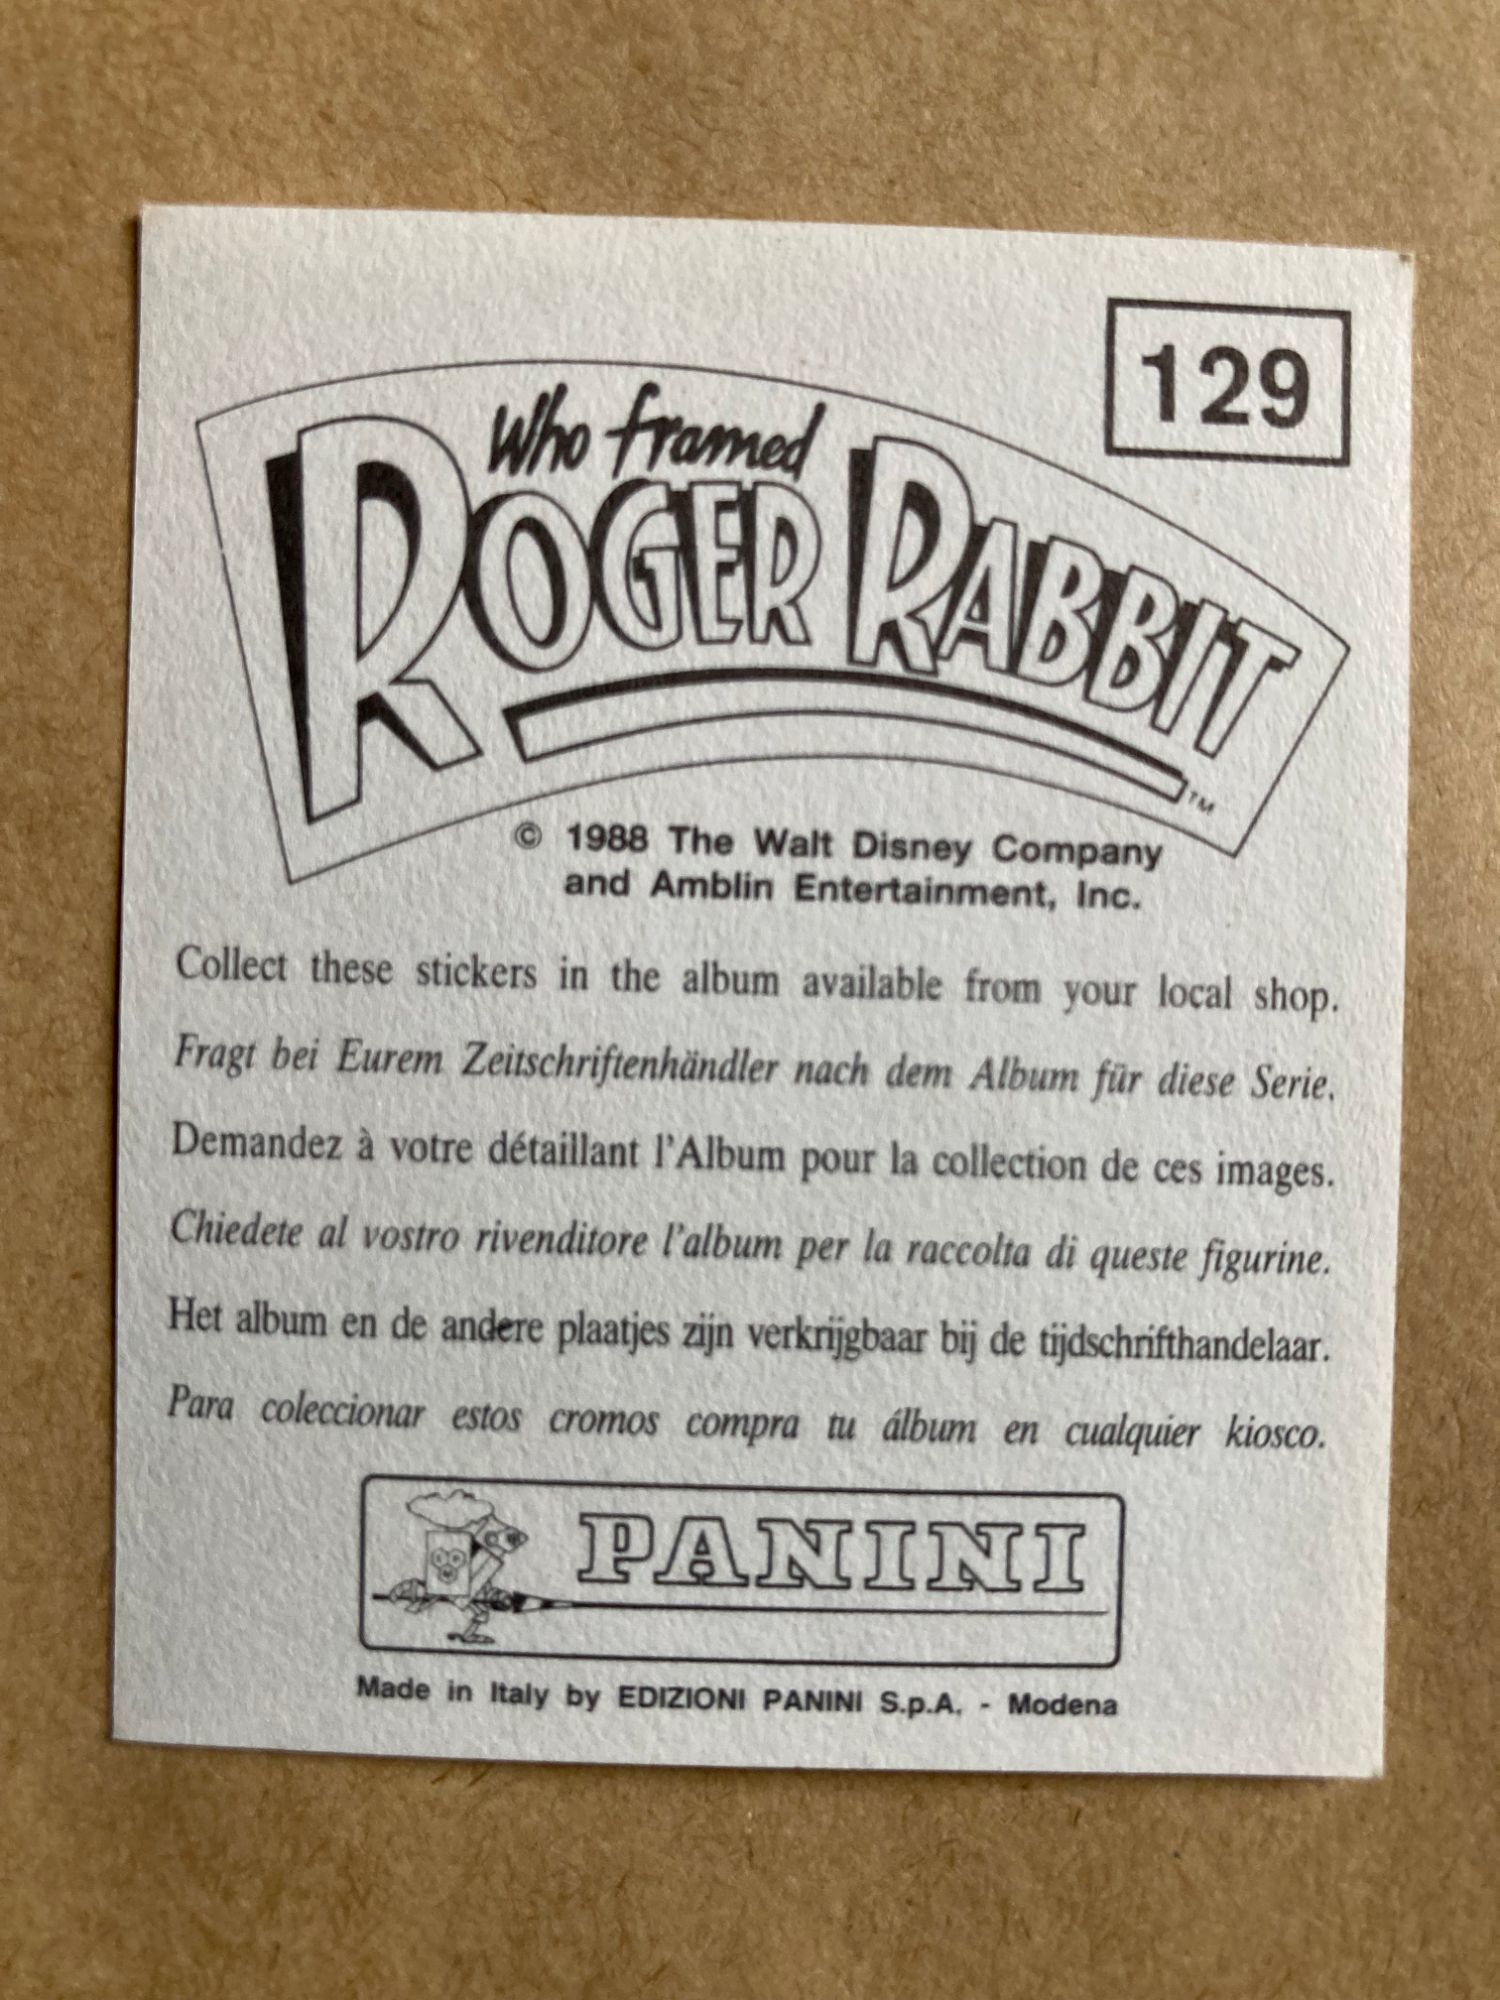 129
Who framed
ROGER RABBIT
™
© 1988 The Walt Disney Company
and Amblin Entertainment, Inc.
Collect these stickers in the album available from your local shop.
Fragt bei Eurem Zeitschriftenhändler nach dem Album für diese Serie.
Demandez à votre détaillant l'Album pour la collection de ces images.
Chiedete al vostro rivenditore l'album per la raccolta di queste figurine.
Het album en de andere plaatjes zijn verkrijgbaar bij de tijdschrifthandelaar.
Para coleccionar estos cromos compra tu álbum en cualquier kiosco.
PANINI
Made in Italy by EDIZIONI PANINI S.p.A. - Modena